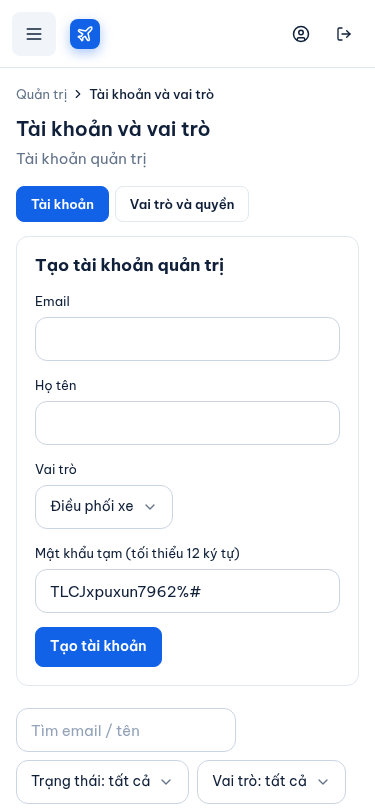 Quản trị > Tài khoản và vai trò
Tài khoản và vai trò
Tài khoản quản trị
Tài khoản Vai trò và quyền
Tạo tài khoản quản trị
Email
Họ tên
Vai trò
Điều phối xe
Mật khẩu tạm (tối thiểu 12 ký tự)
TLCJxpuxun7962%#
Tạo tài khoản
Tìm email / tên
Trạng thái: tất cả Vai trò: tất cả